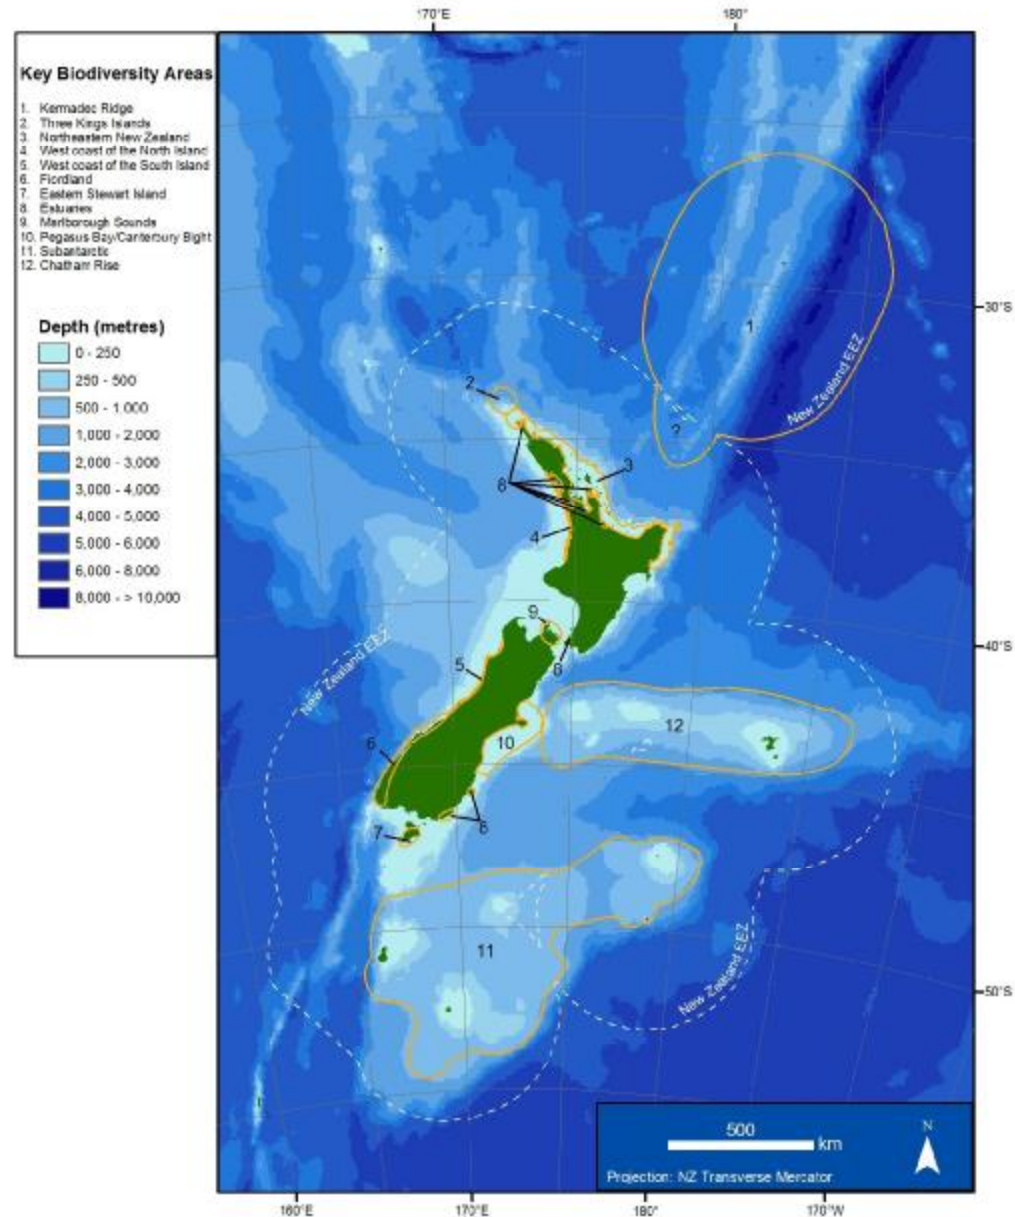 170°E
180°
Key Biodiversity Areas
1. Kermadec Ridge
2. Three Kings Islands
3. Northeastern New Zealand
4. West coast of the North Island
5. West coast of the South Island
6. Fiordland
7. Eastern Stewart Island
8. Estuaries
9. Marlborough Sounds
10. Pegasus Bay/Canterbury Bight
11. Subantarctic
12. Chatham Rise
Depth (metres)
0 - 250
250 - 500
500 - 1.000
1,000 - 2,000
2,000 - 3,000
3,000 - 4,000
4,000 - 5,000
5,000 - 6,000
6,000 - 8,000
8,000 - > 10,000
30°S
1
New Zealand EEZ
2
?
3
8
4
9
40°S
New Zealand EEZ
5
8
12
10
6
8
7
11
New Zealand EEZ
50°S
500
km
N
Projection: NZ Transverse Mercator
160°E
170°E
180°
170°W